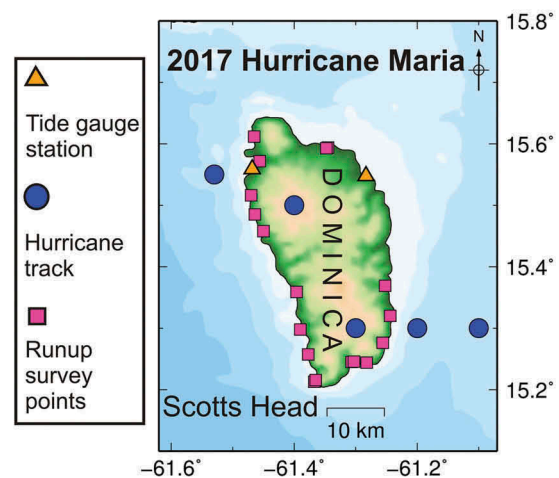 Tide gauge
station
Hurricane
track
Runup
survey
points
2017 Hurricane Maria
N
DOMINICA
Scotts Head
10 km
15.8°
15.6°
15.4°
15.2°
−61.6° −61.4° −61.2°